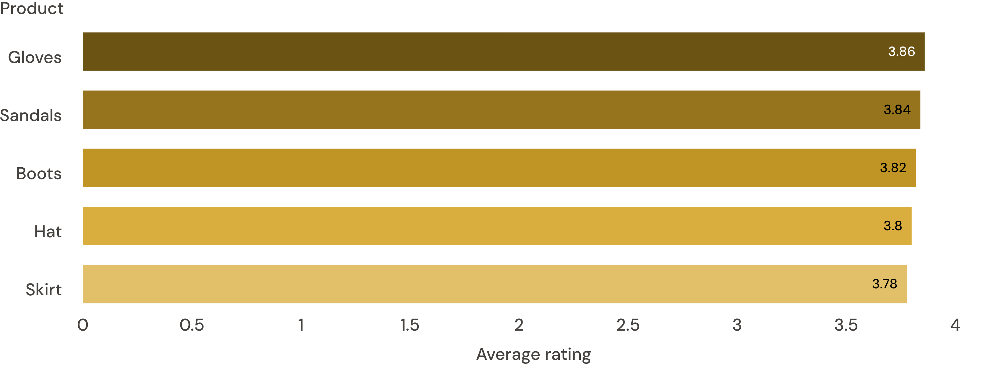 Product
Gloves 3.86
Sandals 3.84
Boots 3.82
Hat 3.8
Skirt 3.78
0 0.5 1 1.5 2 2.5 3 3.5 4
Average rating